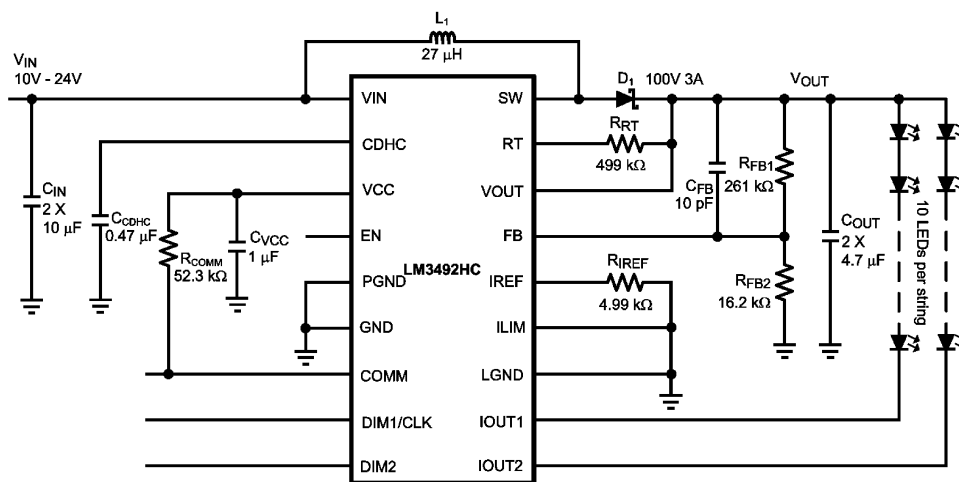 L1
27 µH
VIN
10V - 24V
D1
100V 3A
VOUT
VIN
SW
CDHC
RT
RRT
499 kΩ
VCC
VOUT
CFB
10 pF
RFB1
261 kΩ
CIN
2 X
10 µF
CCDHC
0.47 µF
RCOMM
52.3 kΩ
CVCC
1 µF
EN
FB
LM3492HC
COUT
2 X
4.7 µF
10 LEDs per string
PGND
IREF
RIREF
4.99 kΩ
RFB2
16.2 kΩ
GND
ILIM
COMM
LGND
DIM1/CLK
IOUT1
DIM2
IOUT2